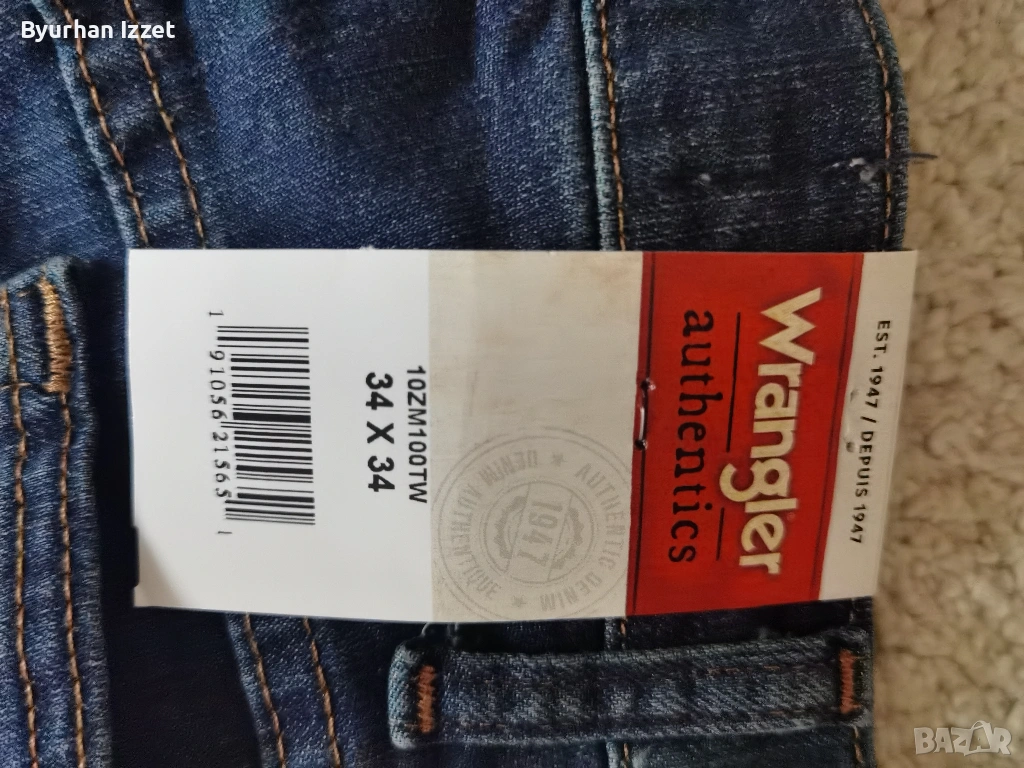 Byurhan Izzet
EST. 1947 / DEPUIS 1947
Wrangler
authentics
AUTHENTIC DENIM ★ DENIM AUTHENTIQUE ★
1947
10ZM100TW
34 X 34
1 91056 21565 1
BAZAR